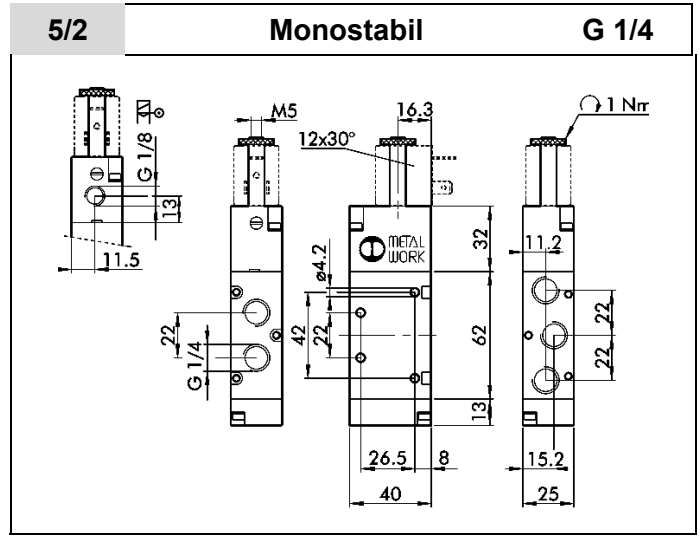 5/2 Monostabil G 1/4
M5
16.3
1 Nm
12x30°
G 1/8
13
11.5
METAL
WORK
32
11.2
ø4.2
22
G 1/4
42
22
62
22
22
13
26.5
8
15.2
40
25